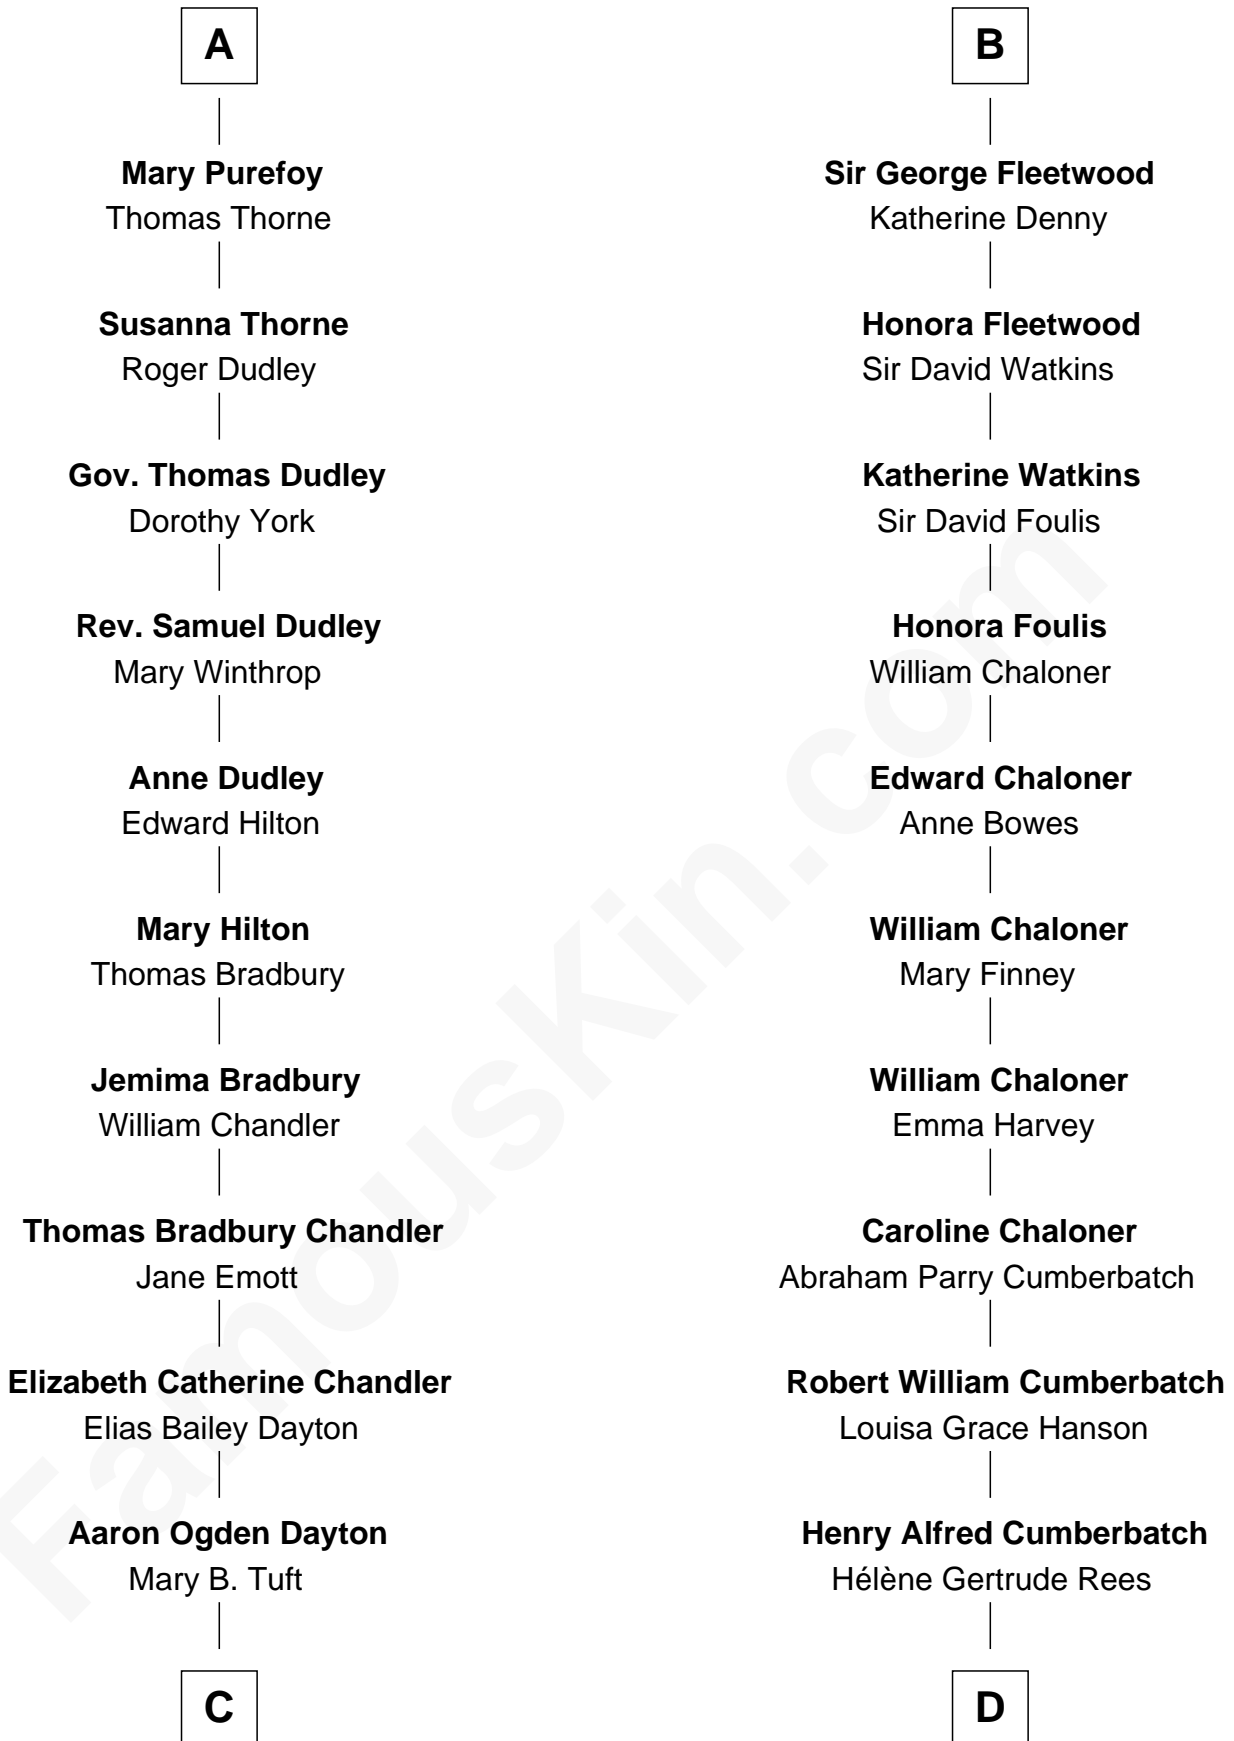 A
Mary Purefoy
Thomas Thorne
Susanna Thorne
Roger Dudley
Gov. Thomas Dudley
Dorothy York
Rev. Samuel Dudley
Mary Winthrop
Anne Dudley
Edward Hilton
Mary Hilton
Thomas Bradbury
Jemima Bradbury
William Chandler
Thomas Bradbury Chandler
Jane Emott
Elizabeth Catherine Chandler
Elias Bailey Dayton
Aaron Ogden Dayton
Mary B. Tuft
C
B
Sir George Fleetwood
Katherine Denny
Honora Fleetwood
Sir David Watkins
Katherine Watkins
Sir David Foulis
Honora Foulis
William Chaloner
Edward Chaloner
Anne Bowes
William Chaloner
Mary Finney
William Chaloner
Emma Harvey
Caroline Chaloner
Abraham Parry Cumberbatch
Robert William Cumberbatch
Louisa Grace Hanson
Henry Alfred Cumberbatch
Hélène Gertrude Rees
D
FamousKin.com